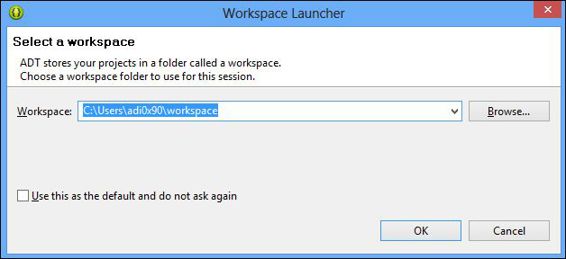 Workspace Launcher
Select a workspace
ADT stores your projects in a folder called a workspace.
Choose a workspace folder to use for this session.
Workspace: C:\Users\adi0x90\workspace Browse...
Use this as the default and do not ask again
OK Cancel